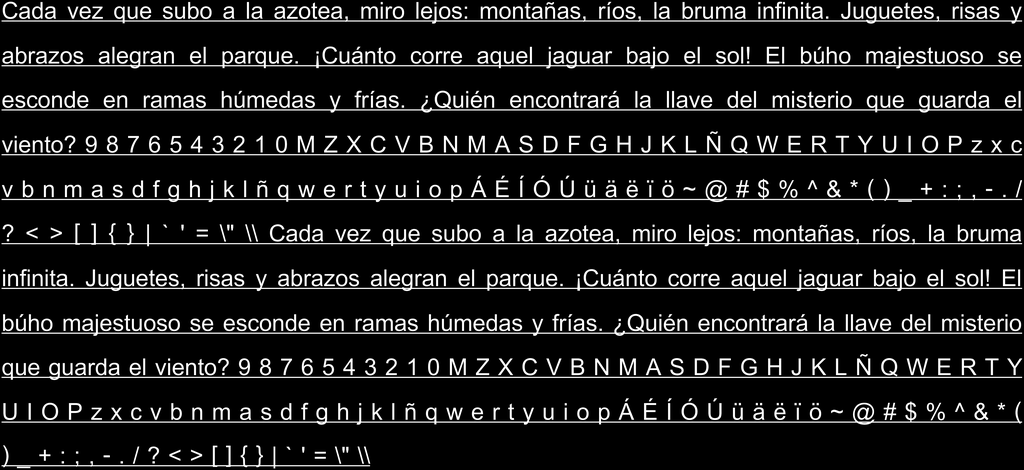 Cada vez que subo a la azotea, miro lejos: montañas, ríos, la bruma infinita. Juguetes, risas y
abrazos alegran el parque. ¡Cuánto corre aquel jaguar bajo el sol! El búho majestuoso se
esconde en ramas húmedas y frías. ¿Quién encontrará la llave del misterio que guarda el
viento? 9 8 7 6 5 4 3 2 1 0 M Z X C V B N M A S D F G H J K L Ñ Q W E R T Y U I O P z x c
v b n m a s d f g h j k l ñ q w e r t y u i o p Á É Í Ó Ú ü ä ë ï ö ~ @ # $ % ^ & * ( ) _ + : ; , - . /
? < > [ ] { } | ` ' = \" \\ Cada vez que subo a la azotea, miro lejos: montañas, ríos, la bruma
infinita. Juguetes, risas y abrazos alegran el parque. ¡Cuánto corre aquel jaguar bajo el sol! El
búho majestuoso se esconde en ramas húmedas y frías. ¿Quién encontrará la llave del misterio
que guarda el viento? 9 8 7 6 5 4 3 2 1 0 M Z X C V B N M A S D F G H J K L Ñ Q W E R T Y
U I O P z x c v b n m a s d f g h j k l ñ q w e r t y u i o p Á É Í Ó Ú ü ä ë ï ö ~ @ # $ % ^ & * (
) _ + : ; , - . / ? < > [ ] { } | ` ' = \" \\